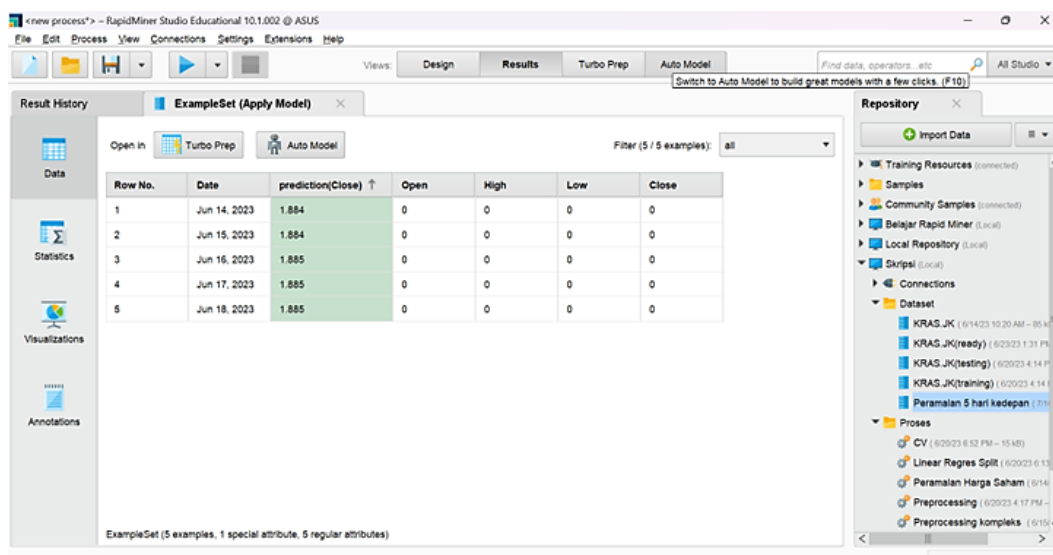 <new process*> – RapidMiner Studio Educational 10.1.002 @ ASUS
File Edit Process View Connections Settings Extensions Help
Views: Design Results Turbo Prep Auto Model Find data, operators...etc All Studio
Switch to Auto Model to build great models with a few clicks. (F10)
Result History ExampleSet (Apply Model) Repository
Open in Turbo Prep Auto Model Filter (5 / 5 examples): all Import Data
Data
Statistics
Visualizations
Annotations
Row No. Date prediction(Close) ↑ Open High Low Close
1 Jun 14, 2023 1.884 0 0 0 0
2 Jun 15, 2023 1.884 0 0 0 0
3 Jun 16, 2023 1.885 0 0 0 0
4 Jun 17, 2023 1.885 0 0 0 0
5 Jun 18, 2023 1.885 0 0 0 0
ExampleSet (5 examples, 1 special attribute, 5 regular attributes)
Training Resources (connected)
Samples
Community Samples (connected)
Belajar Rapid Miner (Local)
Local Repository (Local)
Skripsi (Local)
Connections
Dataset
KRAS.JK (6/14/23 10:20 AM – 85
KRAS.JK(ready) (6/23/23 1:31
KRAS.JK(testing) (6/20/23 4:14
KRAS.JK(training) (6/20/23 4:14
Peramalan 5 hari kedepan
Proses
CV (6/20/23 6:52 PM – 15 kB)
Linear Regres Split (6/20/23 6:13
Peramalan Harga Saham (6/14/
Preprocessing (6/20/23 4:17 PM –
Preprocessing kompleks (6/15/